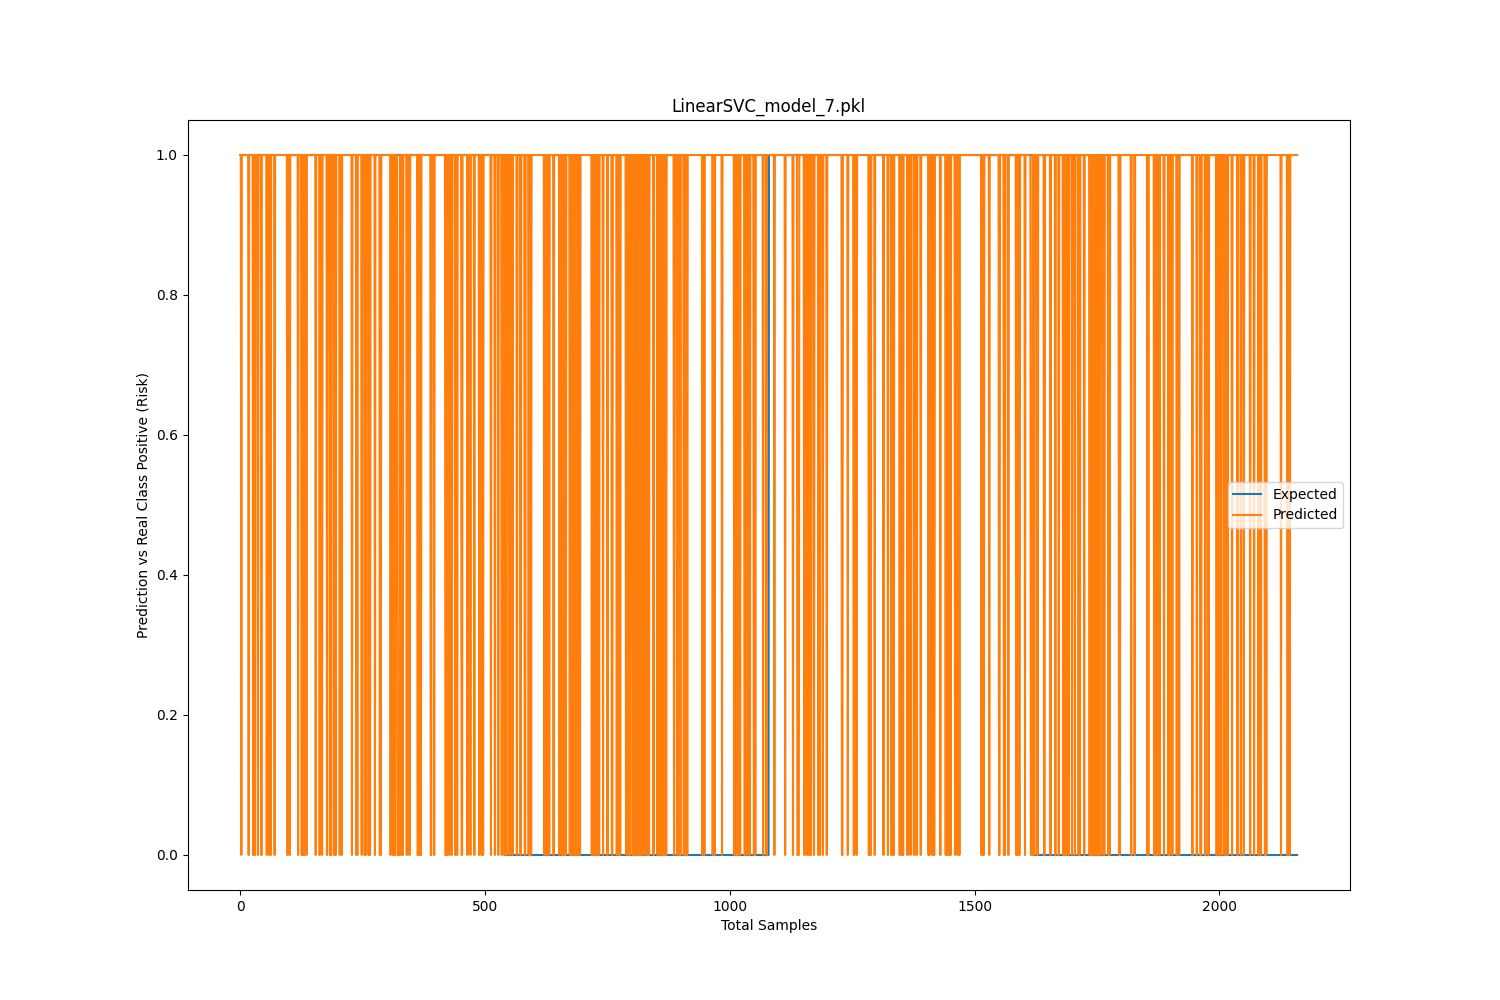 LinearSVC_model_7.pkl
Prediction vs Real Class Positive (Risk)
1.0
0.8
0.6
0.4
0.2
0.0
Expected
Predicted
0 500 1000 1500 2000
Total Samples